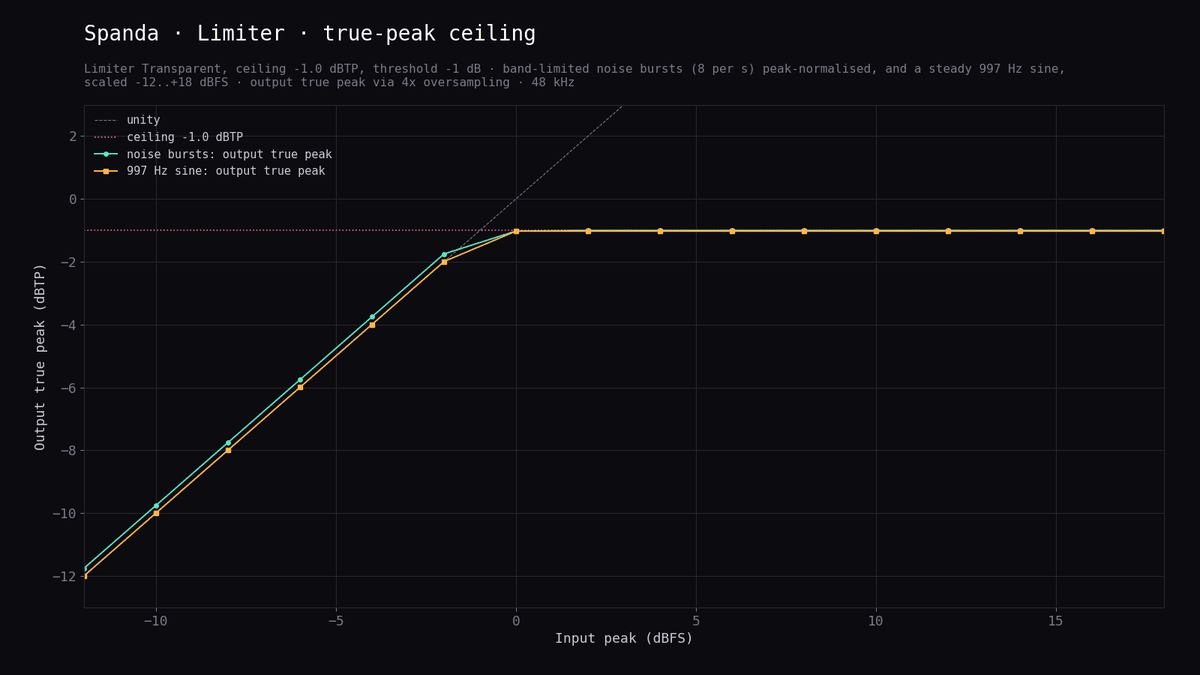 Spanda · Limiter · true-peak ceiling
Limiter Transparent, ceiling -1.0 dBTP, threshold -1 dB · band-limited noise bursts (8 per s) peak-normalised, and a steady 997 Hz sine,
scaled -12..+18 dBFS · output true peak via 4x oversampling · 48 kHz
unity
ceiling -1.0 dBTP
noise bursts: output true peak
997 Hz sine: output true peak
2
0
−2
−4
−6
−8
−10
−12
Output true peak (dBTP)
−10
−5
0
5
10
15
Input peak (dBFS)